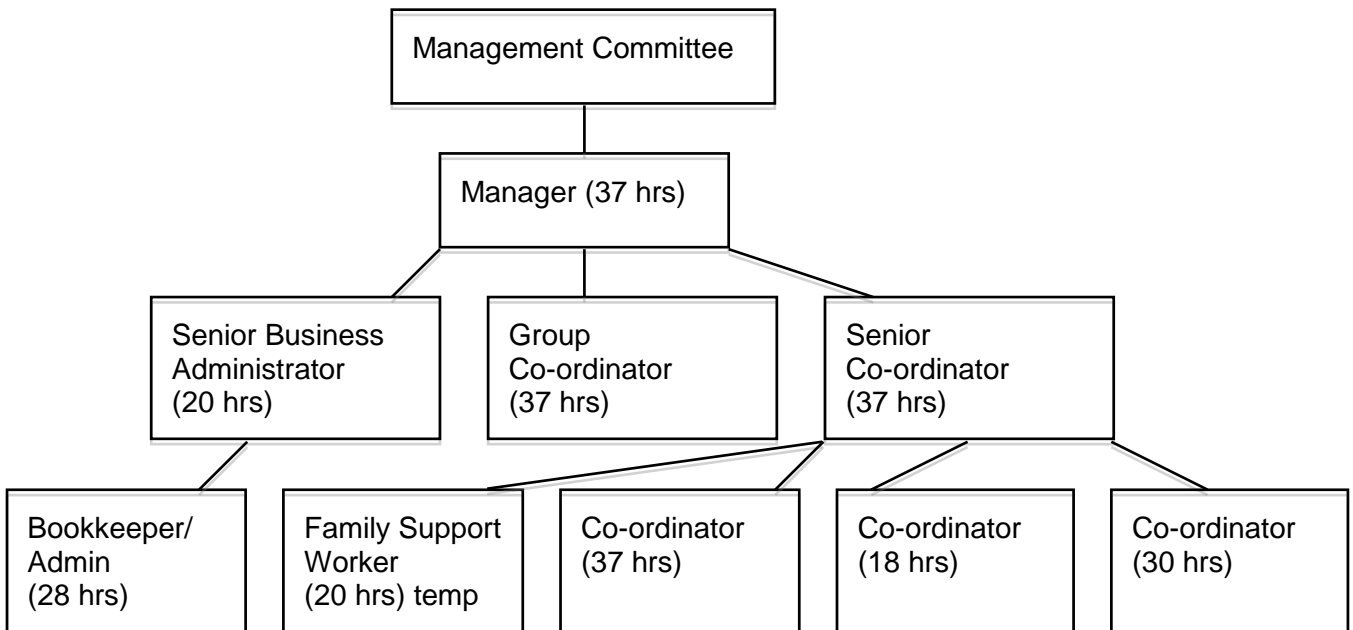 Management Committee
Manager (37 hrs)
Senior Business
Administrator
(20 hrs)
Group
Co-ordinator
(37 hrs)
Senior
Co-ordinator
(37 hrs)
Bookkeeper/
Admin
(28 hrs)
Family Support
Worker
(20 hrs) temp
Co-ordinator
(37 hrs)
Co-ordinator
(18 hrs)
Co-ordinator
(30 hrs)